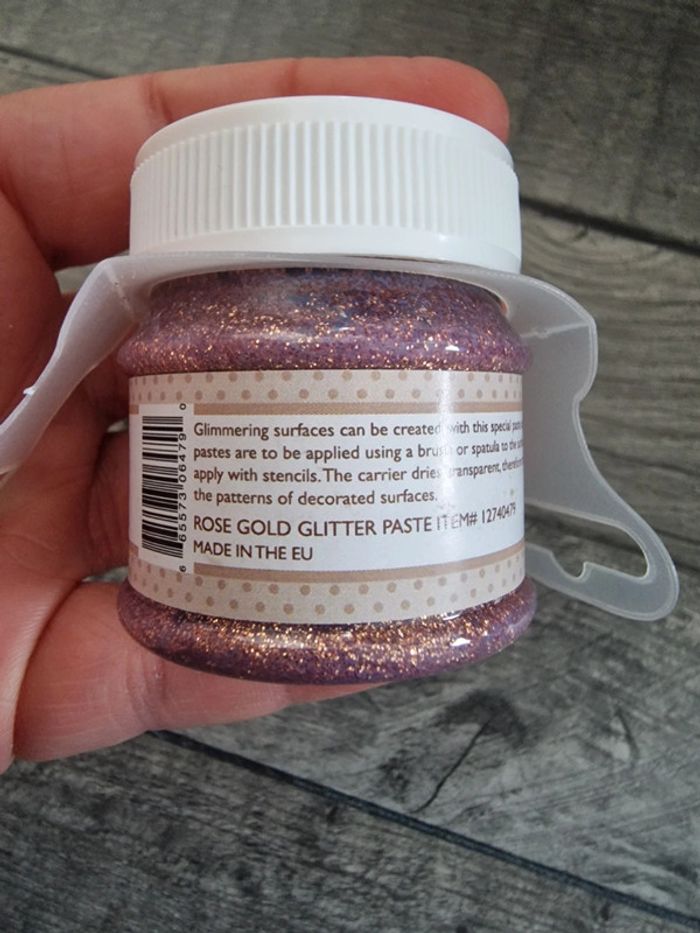 Glimmering surfaces can be created with this special paste
pastes are to be applied using a brush or spatula to the
apply with stencils. The carrier dries transparent, therefore
the patterns of decorated surfaces.
ROSE GOLD GLITTER PASTE ITEM# 12740479
MADE IN THE EU
6 65573 06479 0